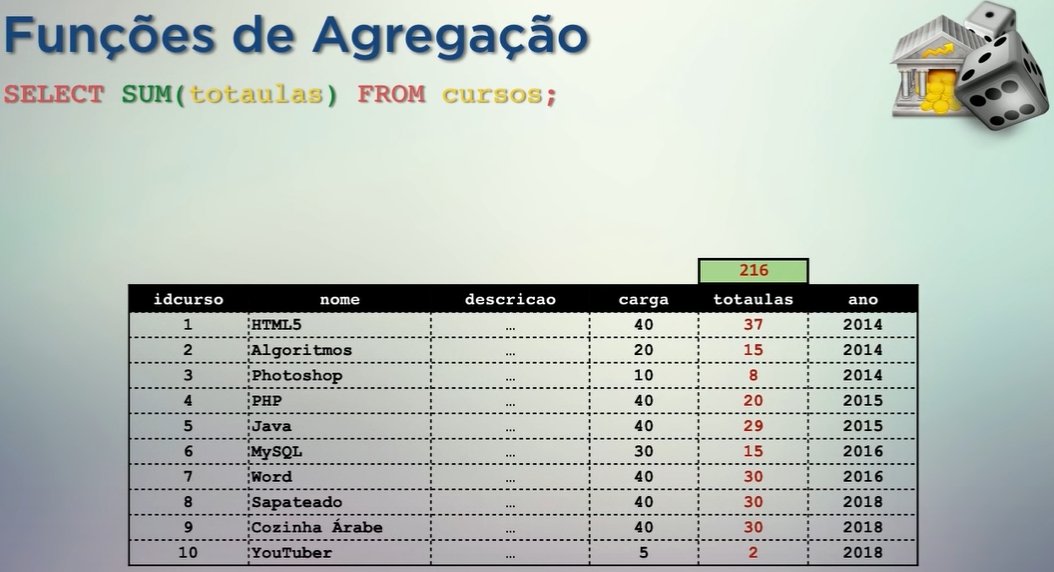 Funções de Agregação
SELECT SUM(totaulas) FROM cursos;
216
idcurso nome descricao carga totaulas ano
1 HTML5 … 40 37 2014
2 Algoritmos … 20 15 2014
3 Photoshop … 10 8 2014
4 PHP … 40 20 2015
5 Java … 40 29 2015
6 MySQL … 30 15 2016
7 Word … 40 30 2016
8 Sapateado … 40 30 2018
9 Cozinha Árabe … 40 30 2018
10 YouTuber … 5 2 2018